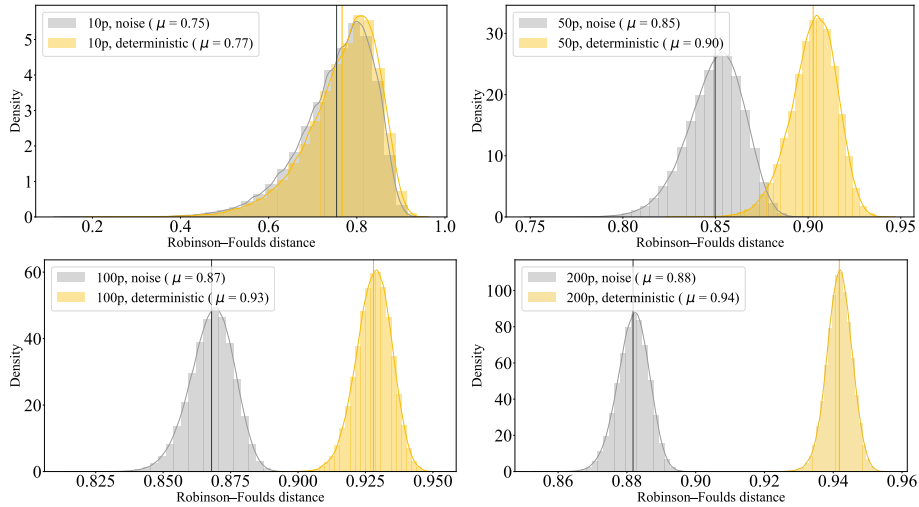 10p, noise ( μ = 0.75)
10p, deterministic ( μ = 0.77)
Density
5
4
3
2
1
0
0.2 0.4 0.6 0.8 1.0
Robinson–Foulds distance
50p, noise ( μ = 0.85)
50p, deterministic ( μ = 0.90)
Density
30
20
10
0
0.75 0.80 0.85 0.90 0.95
Robinson–Foulds distance
100p, noise ( μ = 0.87)
100p, deterministic ( μ = 0.93)
Density
60
40
20
0
0.825 0.850 0.875 0.900 0.925 0.950
Robinson–Foulds distance
200p, noise ( μ = 0.88)
200p, deterministic ( μ = 0.94)
Density
100
80
60
40
20
0
0.86 0.88 0.90 0.92 0.94 0.96
Robinson–Foulds distance